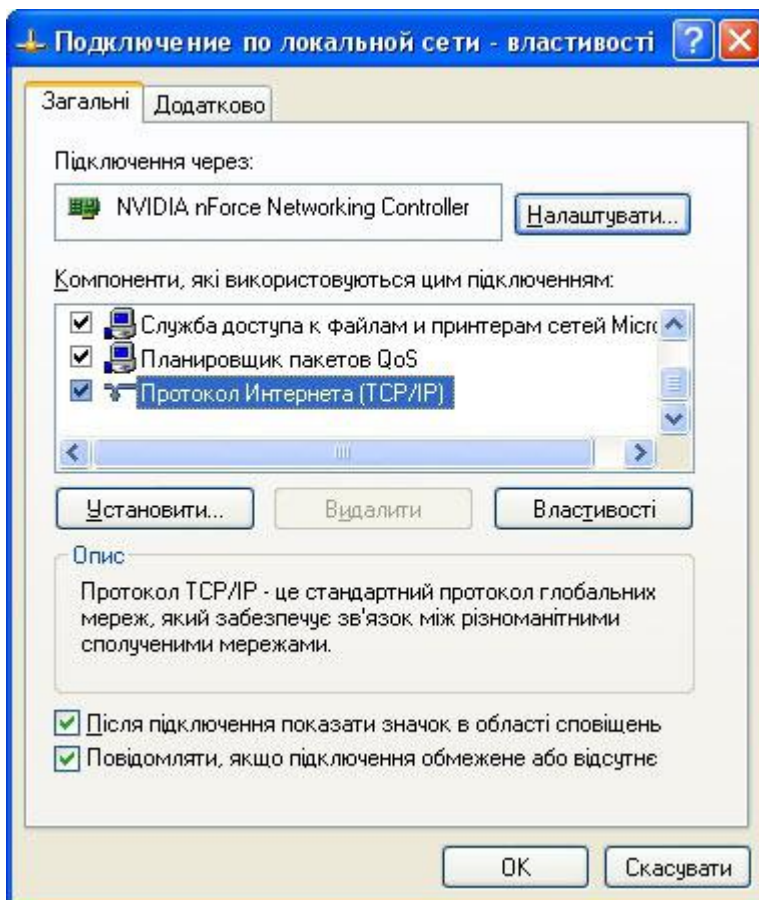 Подключение по локальной сети - властивості
Загальні
Додатково
Підключення через:
NVIDIA nForce Networking Controller
Налаштувати...
Компоненти, які використовуються цим підключенням:
Служба доступа к файлам и принтерам сетей Micro
Планировщик пакетов QoS
Протокол Интернета (TCP/IP)
Установити...
Видалити
Властивості
Опис
Протокол TCP/IP - це стандартний протокол глобальних
мереж, який забезпечує зв'язок між різноманітними
сполученими мережами.
Після підключення показати значок в області сповіщень
Повідомляти, якщо підключення обмежене або відсутнє
OK
Скасувати